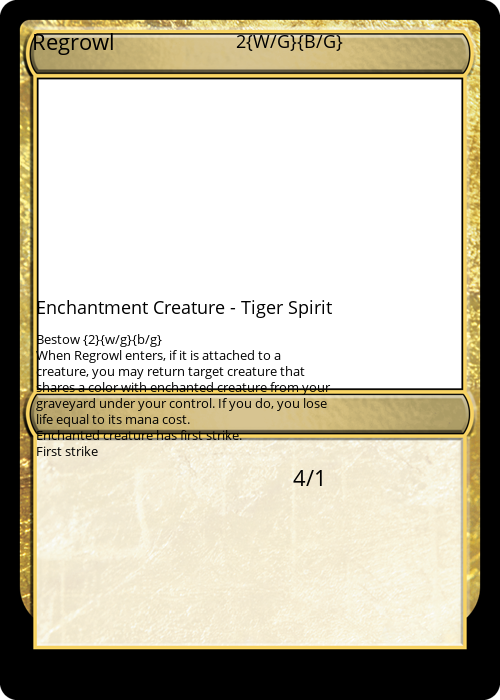 Regrowl 2{W/G}{B/G}
Enchantment Creature - Tiger Spirit
Bestow {2}{w/g}{b/g}
When Regrowl enters, if it is attached to a
creature, you may return target creature that
shares a color with enchanted creature from your
graveyard under your control. If you do, you lose
life equal to its mana cost.
Enchanted creature has first strike.
First strike
4/1